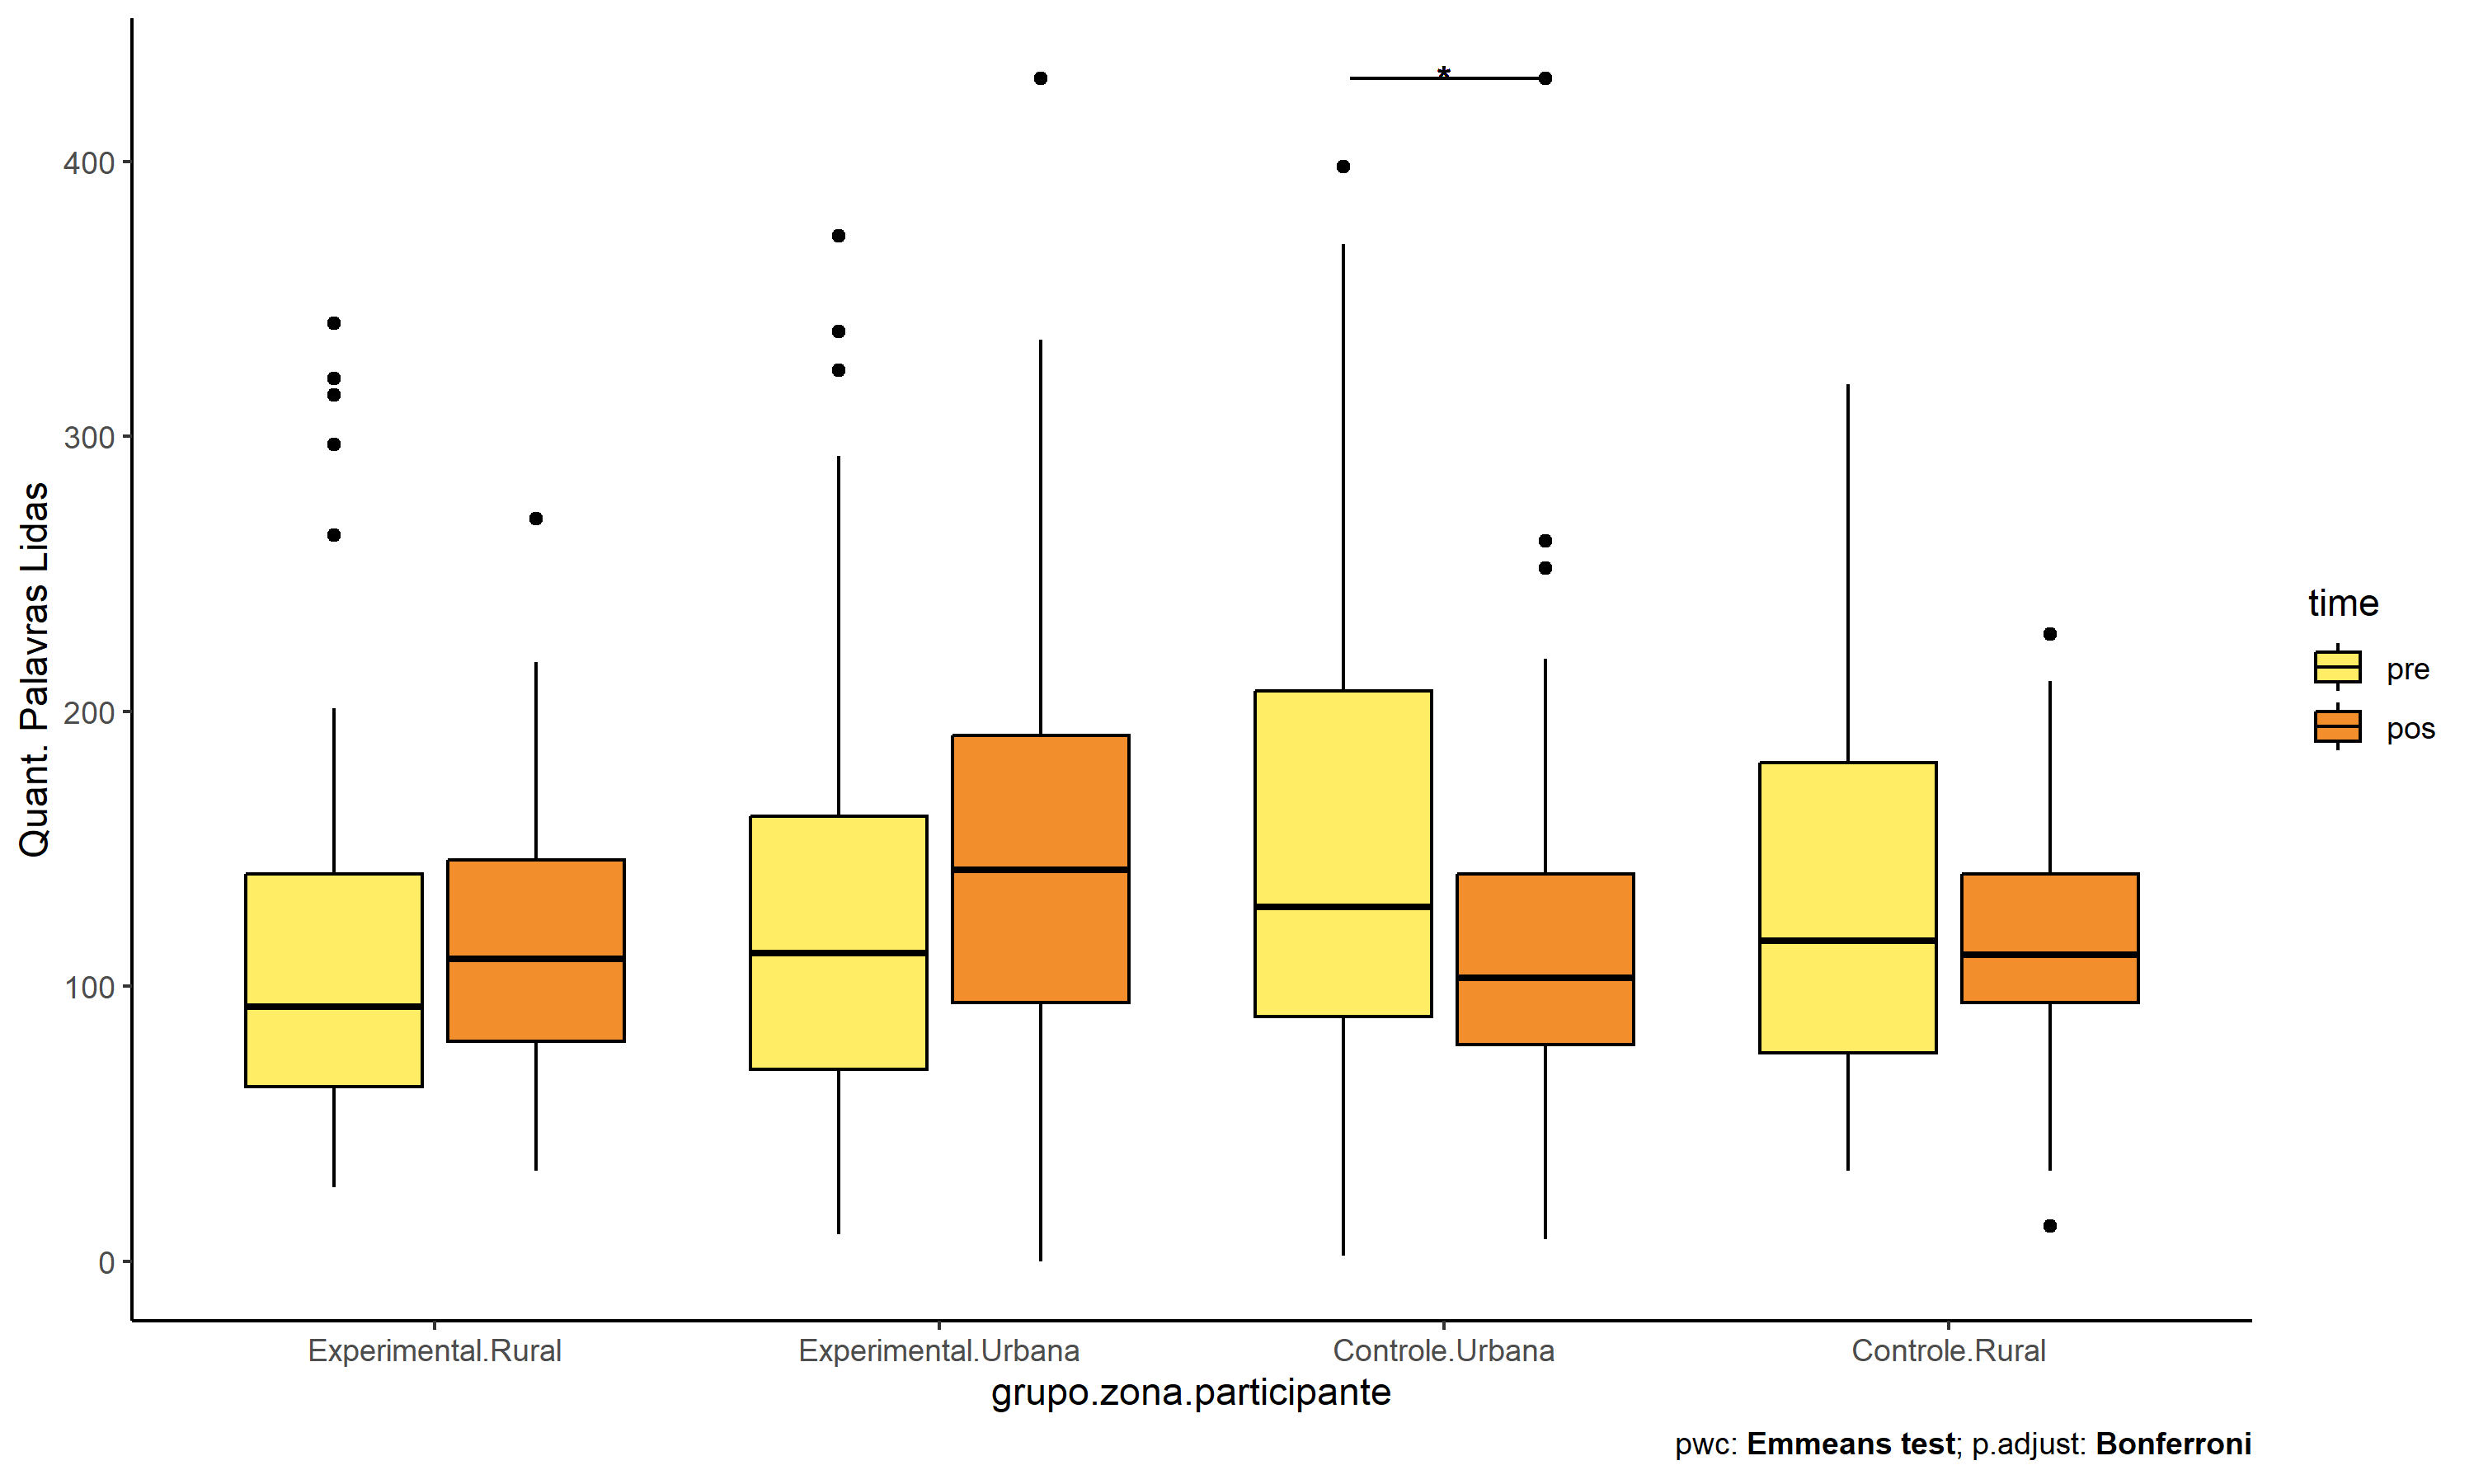 *
400
300
200
100
0
Quant. Palavras Lidas
Experimental.Rural
Experimental.Urbana
Controle.Urbana
Controle.Rural
grupo.zona.participante
time
pre
pos
pwc: Emmeans test; p.adjust: Bonferroni